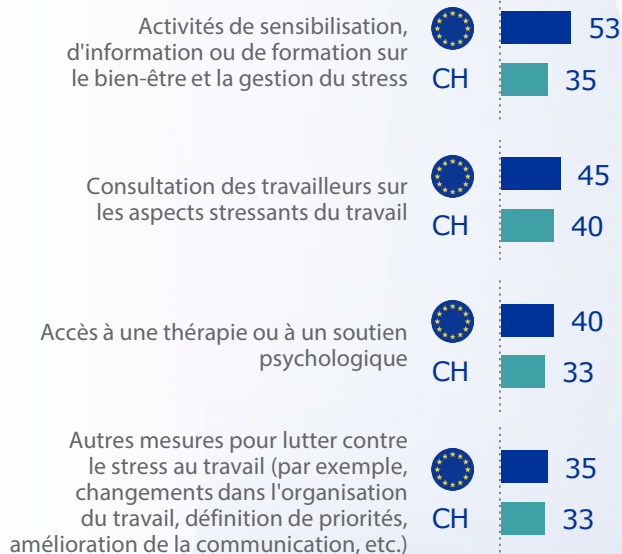 Activités de sensibilisation,
d'information ou de formation sur
le bien-être et la gestion du stress
53
CH 35
Consultation des travailleurs sur
les aspects stressants du travail
45
CH 40
Accès à une thérapie ou à un soutien
psychologique
40
CH 33
Autres mesures pour lutter contre
le stress au travail (par exemple,
changements dans l'organisation
du travail, définition de priorités,
amélioration de la communication, etc.)
35
CH 33